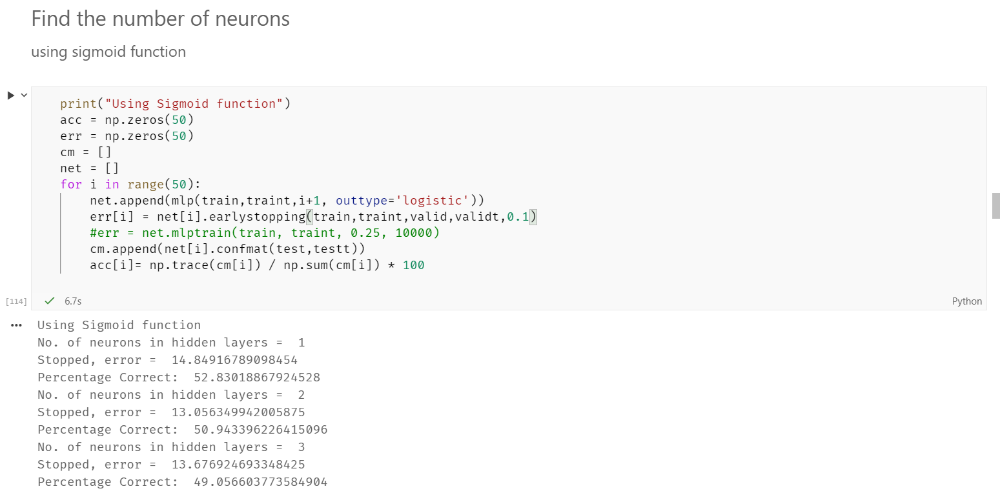 Find the number of neurons
using sigmoid function
print("Using Sigmoid function")
acc = np.zeros(50)
err = np.zeros(50)
cm = []
net = []
for i in range(50):
    net.append(mlp(train,traint,i+1, outtype='logistic'))
    err[i] = net[i].earlystopping(train,traint,valid,validt,0.1)
    #err = net.mlptrain(train, traint, 0.25, 10000)
    cm.append(net[i].confmat(test,testt))
    acc[i]= np.trace(cm[i]) / np.sum(cm[i]) * 100
[114] 6.7s Python
Using Sigmoid function
No. of neurons in hidden layers =  1
Stopped, error =  14.84916789098454
Percentage Correct:  52.83018867924528
No. of neurons in hidden layers =  2
Stopped, error =  13.056349942005875
Percentage Correct:  50.943396226415096
No. of neurons in hidden layers =  3
Stopped, error =  13.676924693348425
Percentage Correct:  49.056603773584904